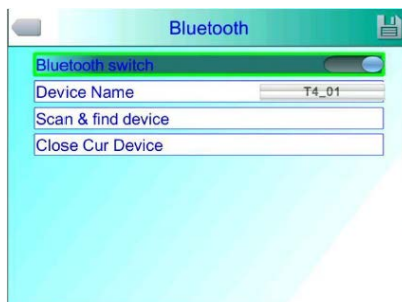 Bluetooth
Bluetooth switch
Device Name T4_01
Scan & find device
Close Cur Device